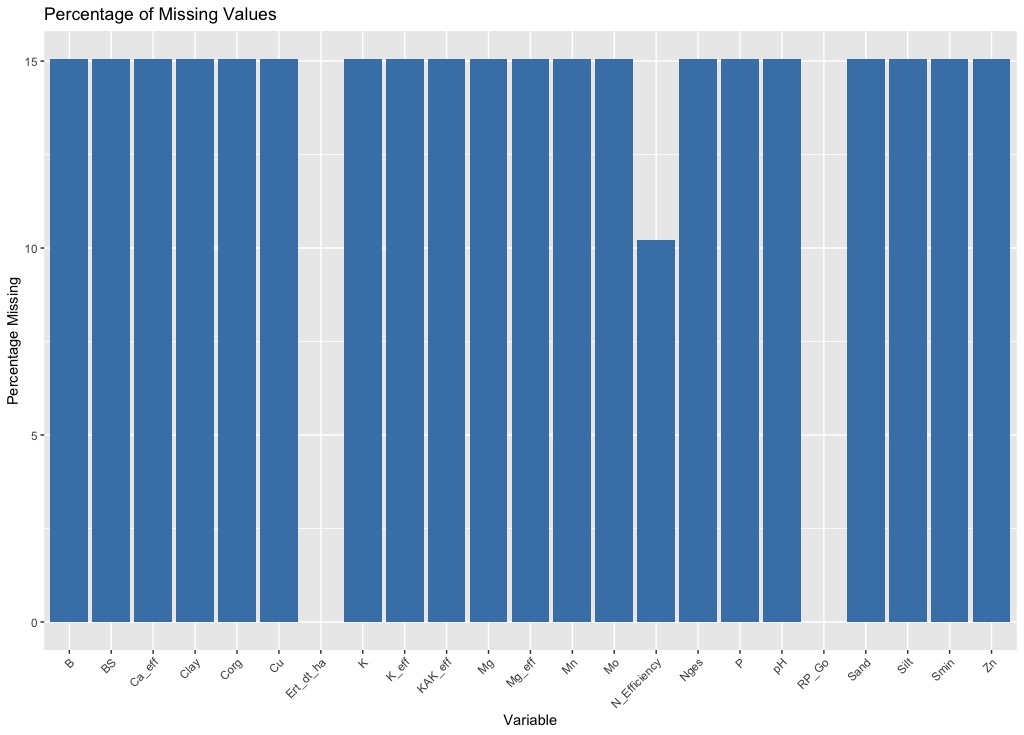 Percentage of Missing Values
15
10
5
0
Percentage Missing
B
BS
Ca_eff
Clay
Corg
Cu
Ert_dt_ha
K
K_eff
KAK_eff
Mg
Mg_eff
Mn
Mo
N_Efficiency
Nges
P
pH
RP_Go
Sand
Silt
Smin
Zn
Variable